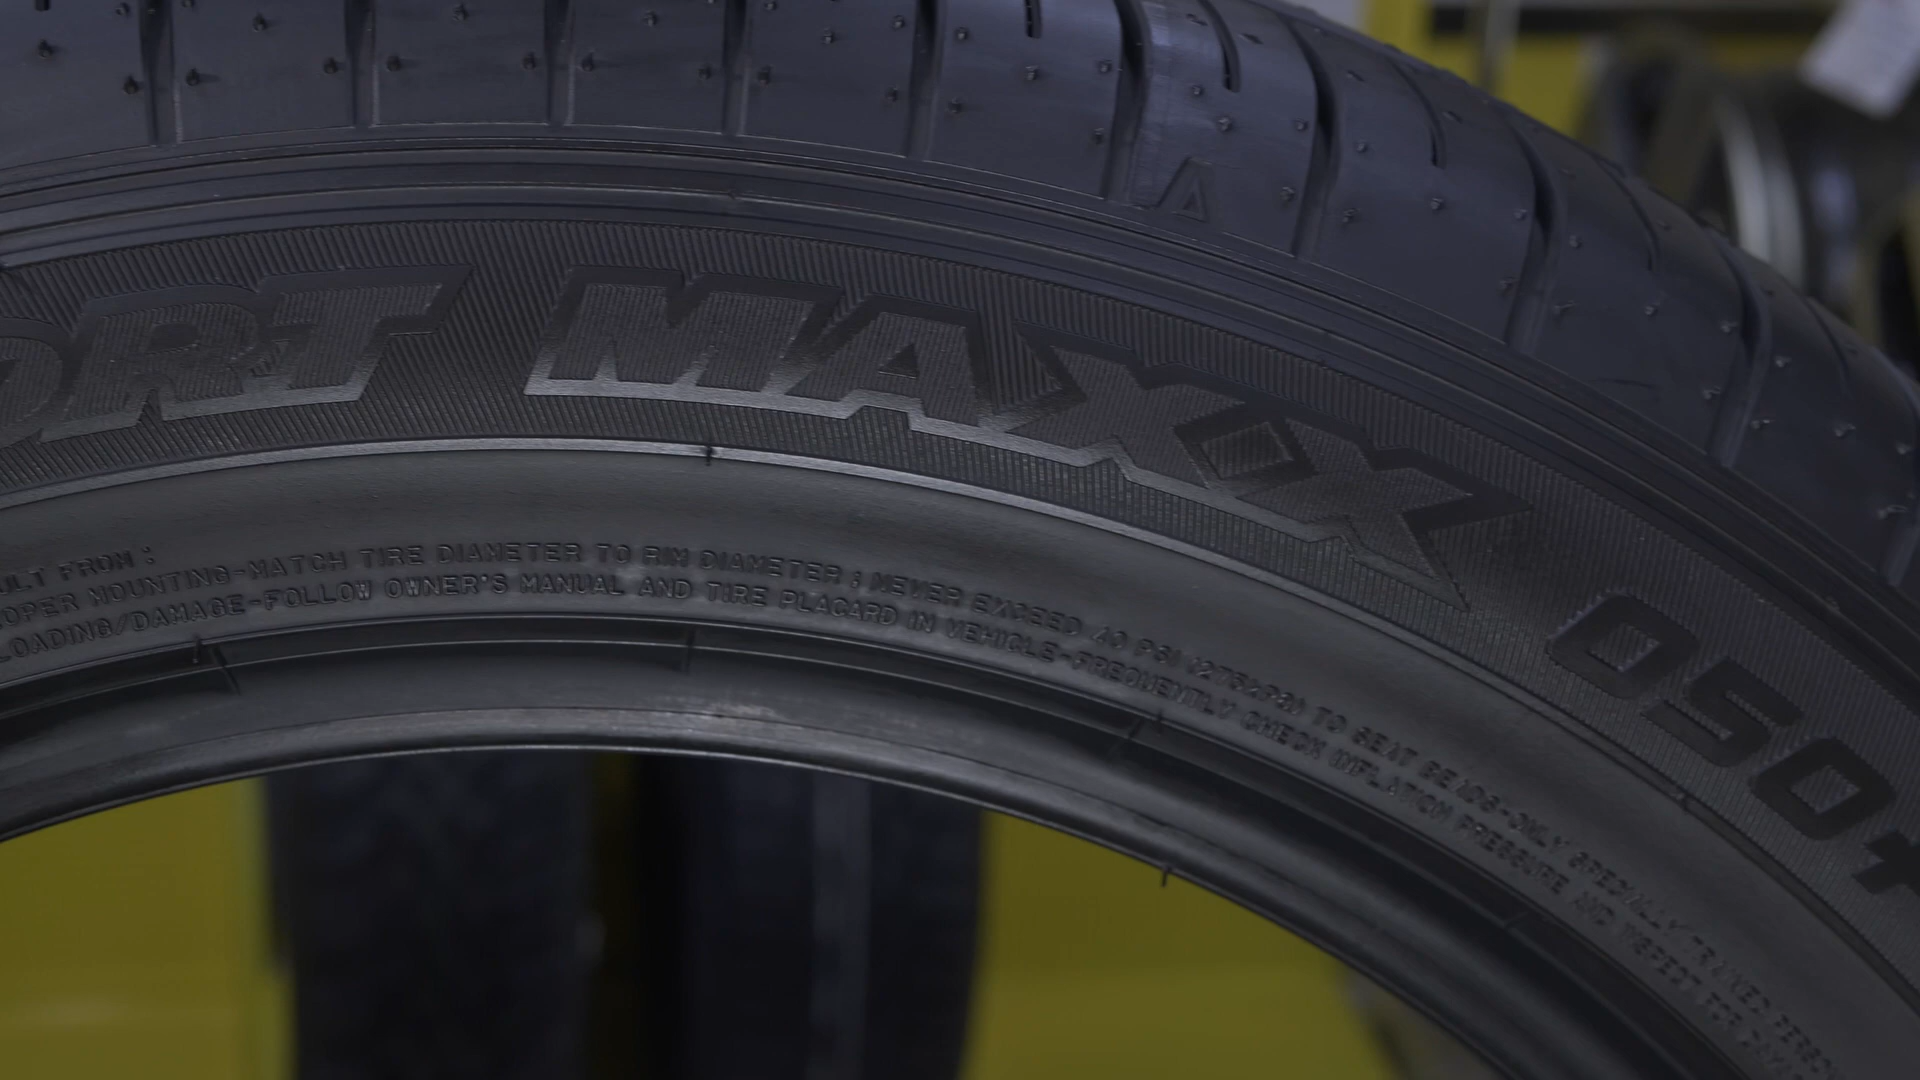 ORT MAXX 050+
ULT FROM :
OPER MOUNTING-MATCH TIRE DIAMETER TO RIM DIAMETER ; NEVER EXCEED 40 PSI (275kPa) TO SEAT BEADS-ONLY SPECIALLY TRAINED PERSO
LOADING/DAMAGE-FOLLOW OWNER'S MANUAL AND TIRE PLACARD IN VEHICLE-FREQUENTLY CHECK INFLATION PRESSURE AND INSPECT FOR